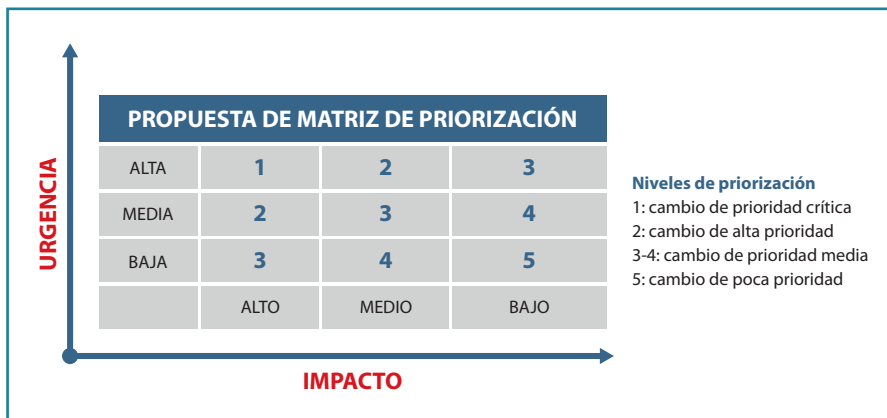 PROPUESTA DE MATRIZ DE PRIORIZACIÓN
URGENCIA
ALTA 1 2 3
MEDIA 2 3 4
BAJA 3 4 5
ALTO MEDIO BAJO
IMPACTO
Niveles de priorización
1: cambio de prioridad crítica
2: cambio de alta prioridad
3-4: cambio de prioridad media
5: cambio de poca prioridad